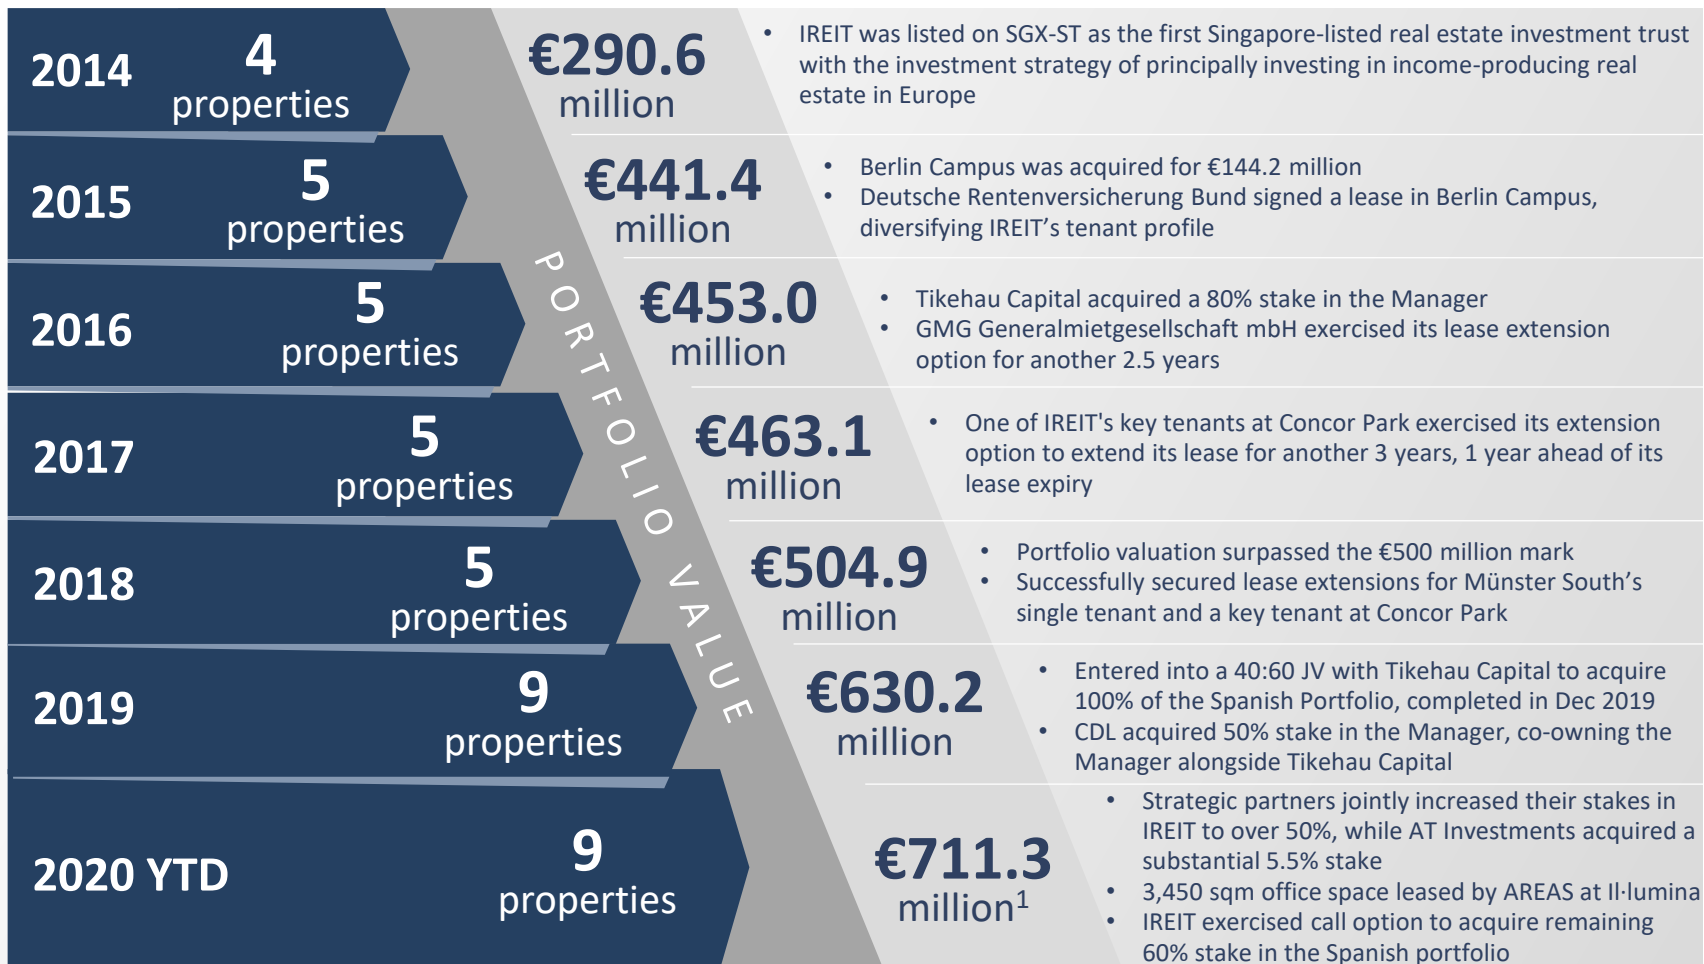 2014
4
properties
€290.6
million
• IREIT was listed on SGX-ST as the first Singapore-listed real estate investment trust
with the investment strategy of principally investing in income-producing real
estate in Europe
2015
5
properties
€441.4
million
• Berlin Campus was acquired for €144.2 million
• Deutsche Rentenversicherung Bund signed a lease in Berlin Campus,
diversifying IREIT’s tenant profile
PORTFOLIO VALUE
2016
5
properties
€453.0
million
• Tikehau Capital acquired a 80% stake in the Manager
• GMG Generalmietgesellschaft mbH exercised its lease extension
option for another 2.5 years
2017
5
properties
€463.1
million
• One of IREIT's key tenants at Concor Park exercised its extension
option to extend its lease for another 3 years, 1 year ahead of its
lease expiry
2018
5
properties
€504.9
million
• Portfolio valuation surpassed the €500 million mark
• Successfully secured lease extensions for Münster South’s
single tenant and a key tenant at Concor Park
2019
9
properties
€630.2
million
• Entered into a 40:60 JV with Tikehau Capital to acquire
100% of the Spanish Portfolio, completed in Dec 2019
• CDL acquired 50% stake in the Manager, co-owning the
Manager alongside Tikehau Capital
2020 YTD
9
properties
€711.3
million¹
• Strategic partners jointly increased their stakes in
IREIT to over 50%, while AT Investments acquired a
substantial 5.5% stake
• 3,450 sqm office space leased by AREAS at Il·lumina
• IREIT exercised call option to acquire remaining
60% stake in the Spanish portfolio